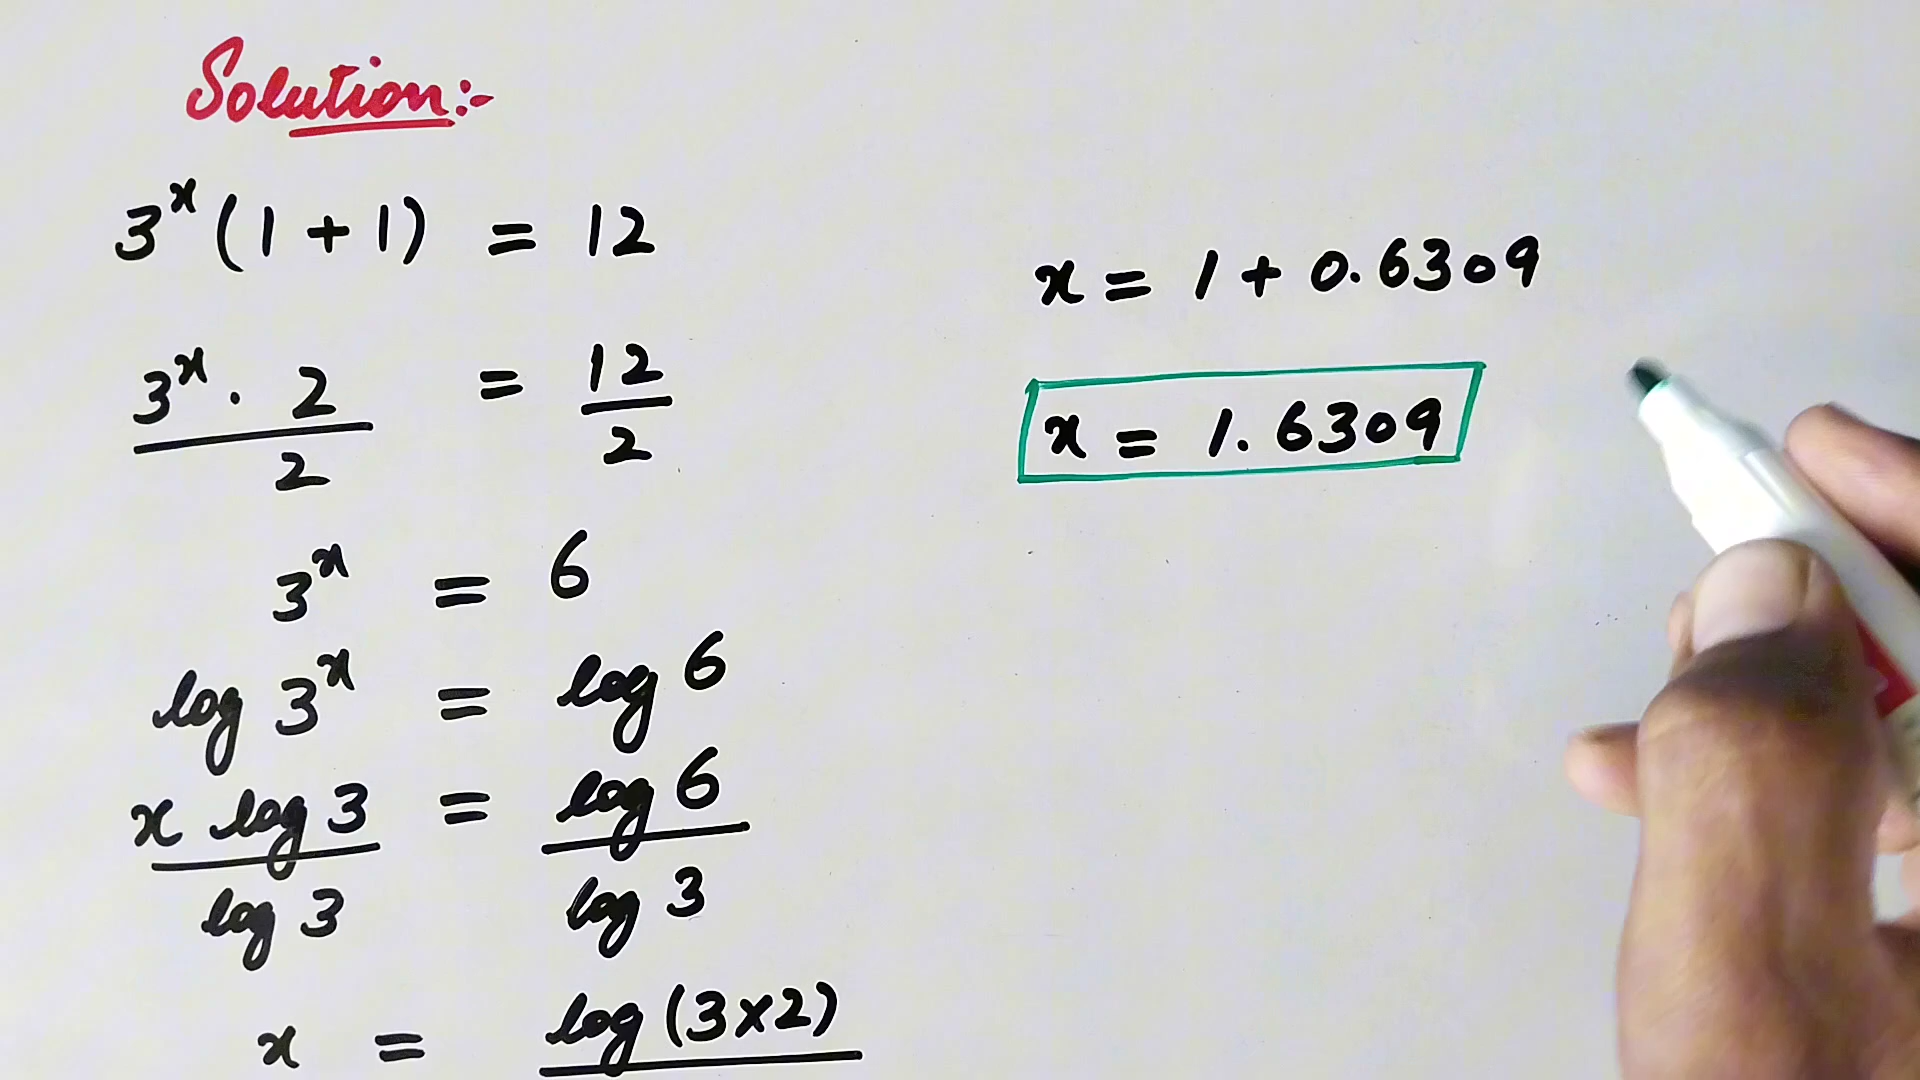 Solution:-
3^x (1 + 1) = 12
3^x . 2 / 2 = 12 / 2
3^x = 6
log 3^x = log 6
x log 3 / log 3 = log 6 / log 3
x = log (3×2)
x = 1 + 0.6309
x = 1.6309